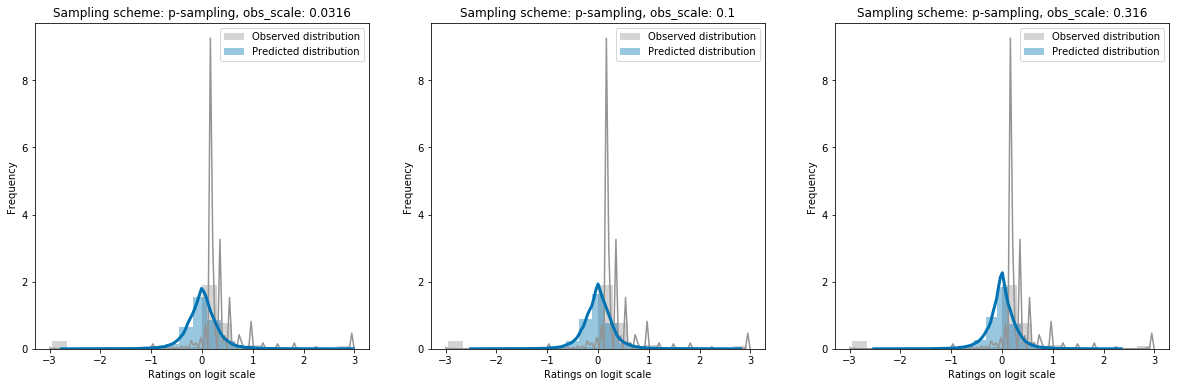 Sampling scheme: p-sampling, obs_scale: 0.0316
Observed distribution
Predicted distribution
Frequency
8
6
4
2
0
−3
−2
−1
0
1
2
3
Ratings on logit scale
Sampling scheme: p-sampling, obs_scale: 0.1
Observed distribution
Predicted distribution
Frequency
8
6
4
2
0
−3
−2
−1
0
1
2
3
Ratings on logit scale
Sampling scheme: p-sampling, obs_scale: 0.316
Observed distribution
Predicted distribution
Frequency
8
6
4
2
0
−3
−2
−1
0
1
2
3
Ratings on logit scale